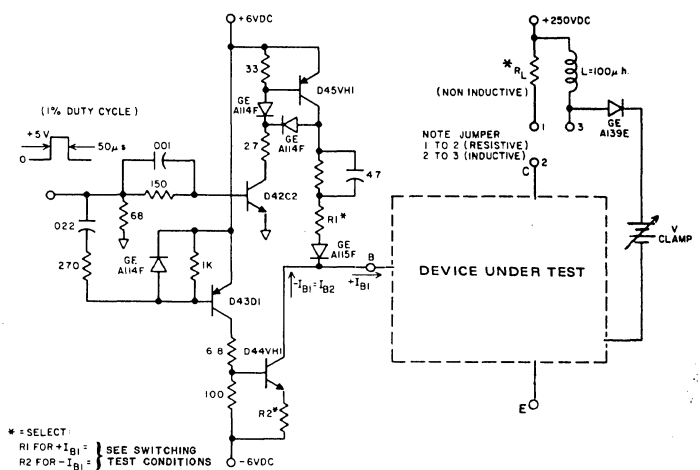 +6VDC
+250VDC
33
D45VH1
* RL
L=100μh.
(NON INDUCTIVE)
GE
A114F
GE
A114F
GE
A139E
(1% DUTY CYCLE)
+5V
50μs
0
.001
150
27
47
NOTE JUMPER
1 TO 2 (RESISTIVE)
2 TO 3 (INDUCTIVE)
1
3
C
2
D42C2
68
R1*
.022
GE
A115F
V
CLAMP
270
GE
A114F
1K
B
-IB1=IB2
+IB1
DEVICE UNDER TEST
D43D1
68
D44VH1
100
R2*
E
* = SELECT:
R1 FOR +IB1 =
R2 FOR -IB1 =
SEE SWITCHING
TEST CONDITIONS
-6VDC